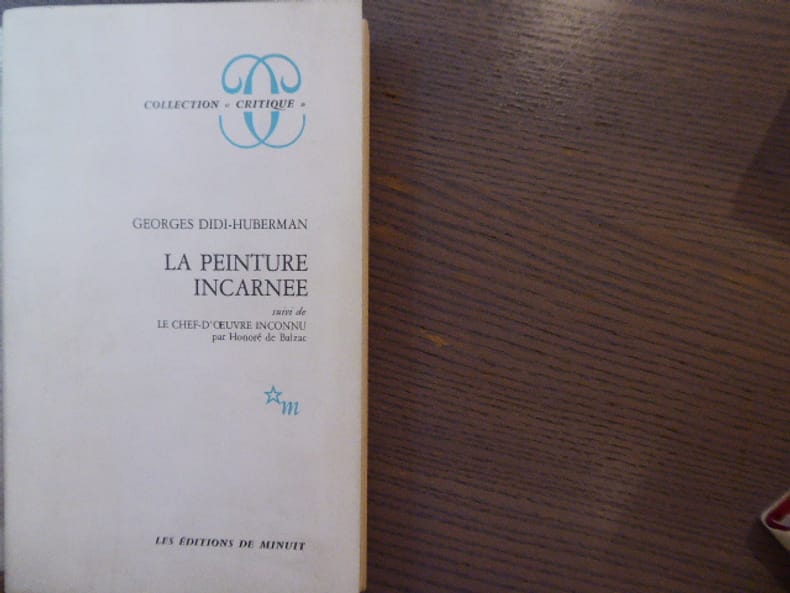 COLLECTION « CRITIQUE »
GEORGES DIDI-HUBERMAN
LA PEINTURE
INCARNEE
suivi de
LE CHEF-D'ŒUVRE INCONNU
par Honoré de Balzac
m
LES ÉDITIONS DE MINUIT